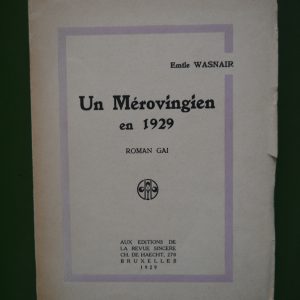 Emile WASNAIR
Un Mérovingien
en 1929
ROMAN GAI
AUX EDITIONS DE
LA REVUE SINCERE
CH. DE HAECHT, 270
BRUXELLES
1929